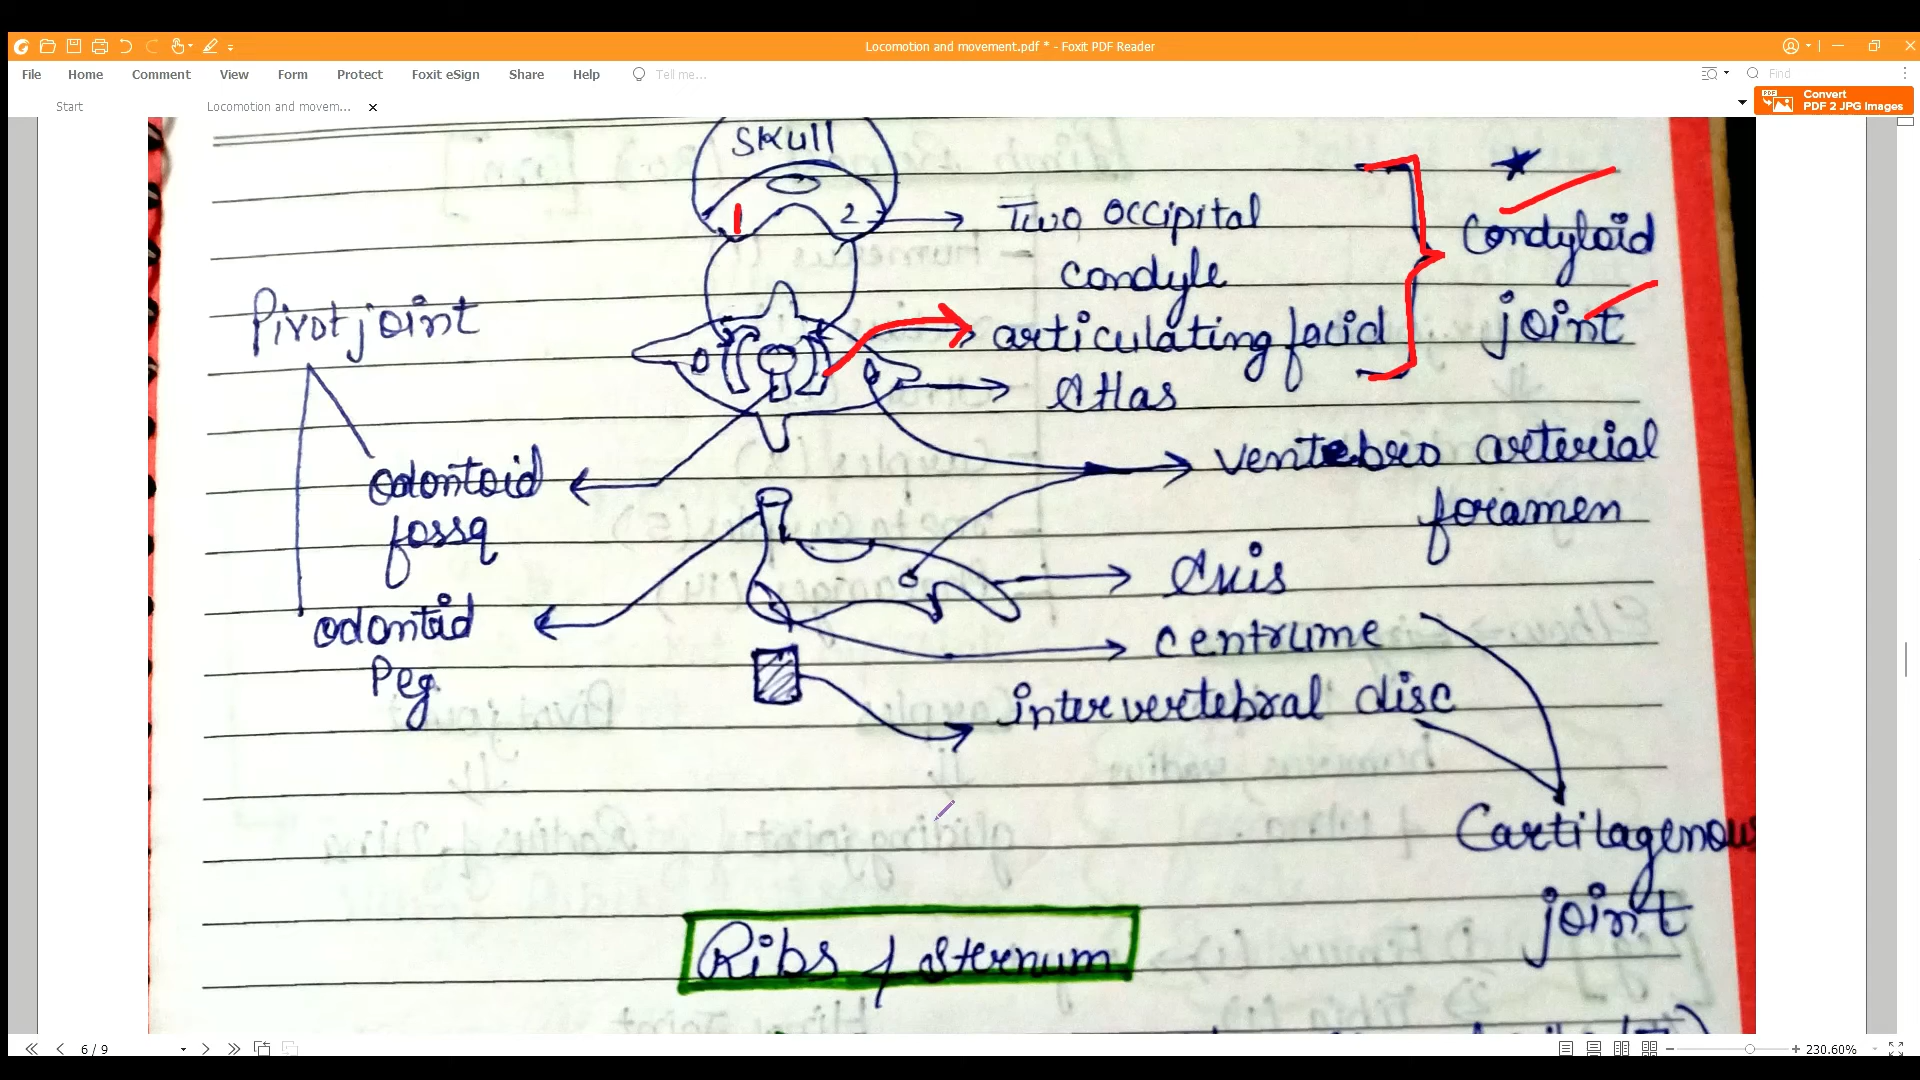 Locomotion and movement.pdf * - Foxit PDF Reader
File Home Comment View Form Protect Foxit eSign Share Help Tell me... Find
Start Locomotion and movem... Convert
PDF 2 JPG Images
Skull
1 2
Two occipital
condyle
articulating facid
Atlas
Condyloid
joint
Pivot joint
odontoid
fossa
ventebro arterial
foramen
Axis
odontoid
Peg
centrume
intervertebral disc
Cartilagenous
joint
Ribs & sternum
6 / 9 230.60%